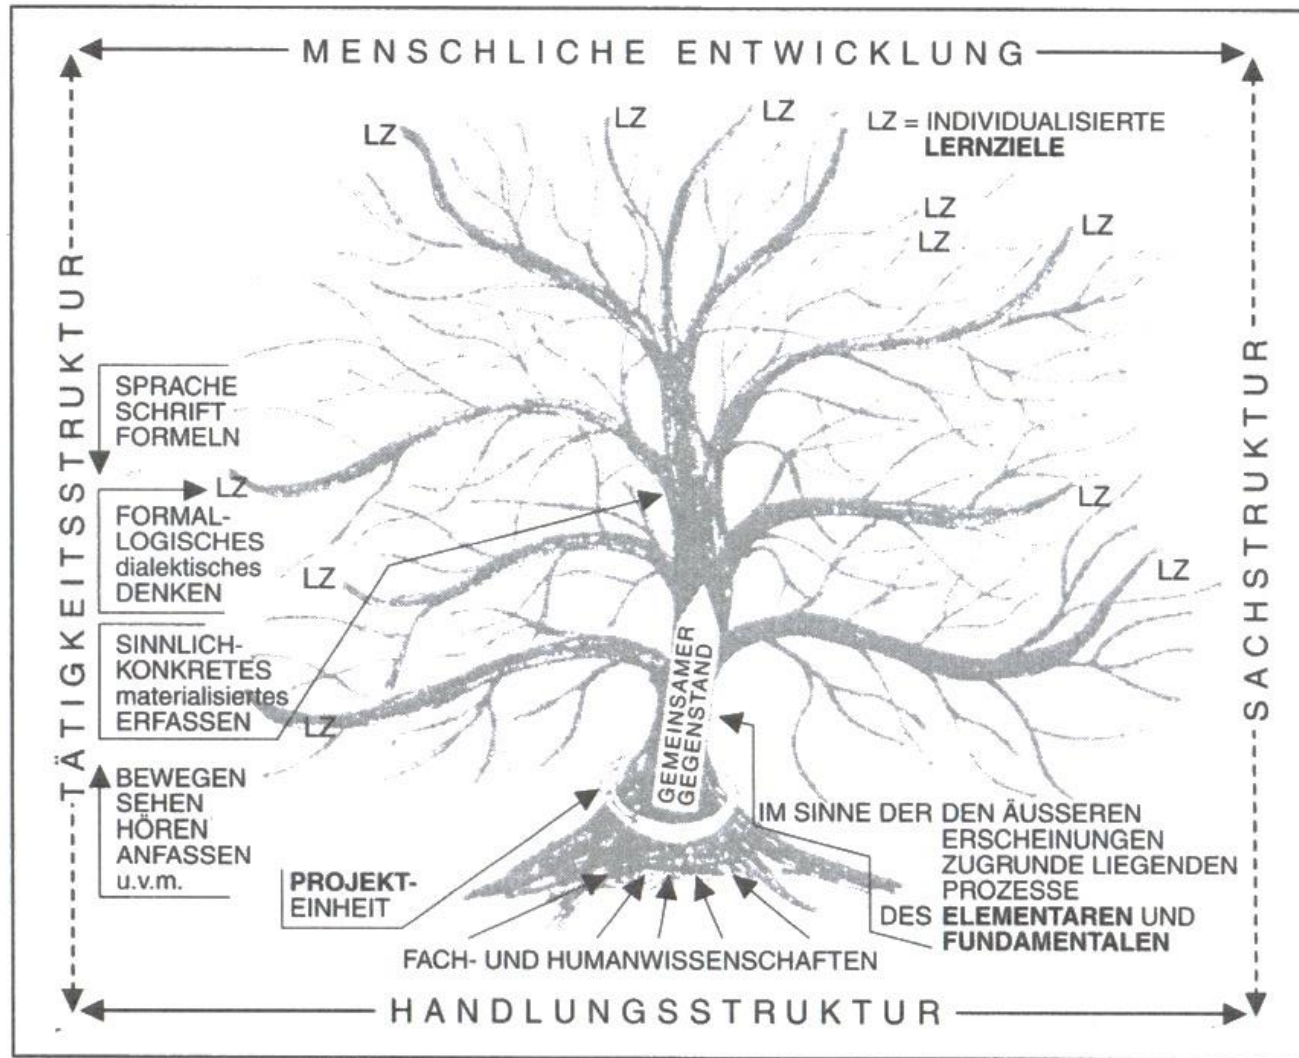 MENSCHLICHE ENTWICKLUNG
LZ
LZ
LZ
LZ = INDIVIDUALISIERTE
LERNZIELE
LZ
LZ
LZ
TÄTIGKEITSSTRUKTUR
SACHSTRUKTUR
SPRACHE
SCHRIFT
FORMELN
LZ
LZ
FORMAL-
LOGISCHES
dialektisches
DENKEN
LZ
LZ
SINNLICH-
KONKRETES
materialisiertes
ERFASSEN
LZ
GEMEINSAMER
GEGENSTAND
BEWEGEN
SEHEN
HÖREN
ANFASSEN
u.v.m.
PROJEKT-
EINHEIT
IM SINNE DER DEN ÄUSSEREN
ERSCHEINUNGEN
ZUGRUNDE LIEGENDEN
PROZESSE
DES ELEMENTAREN UND
FUNDAMENTALEN
FACH- UND HUMANWISSENSCHAFTEN
HANDLUNGSSTRUKTUR